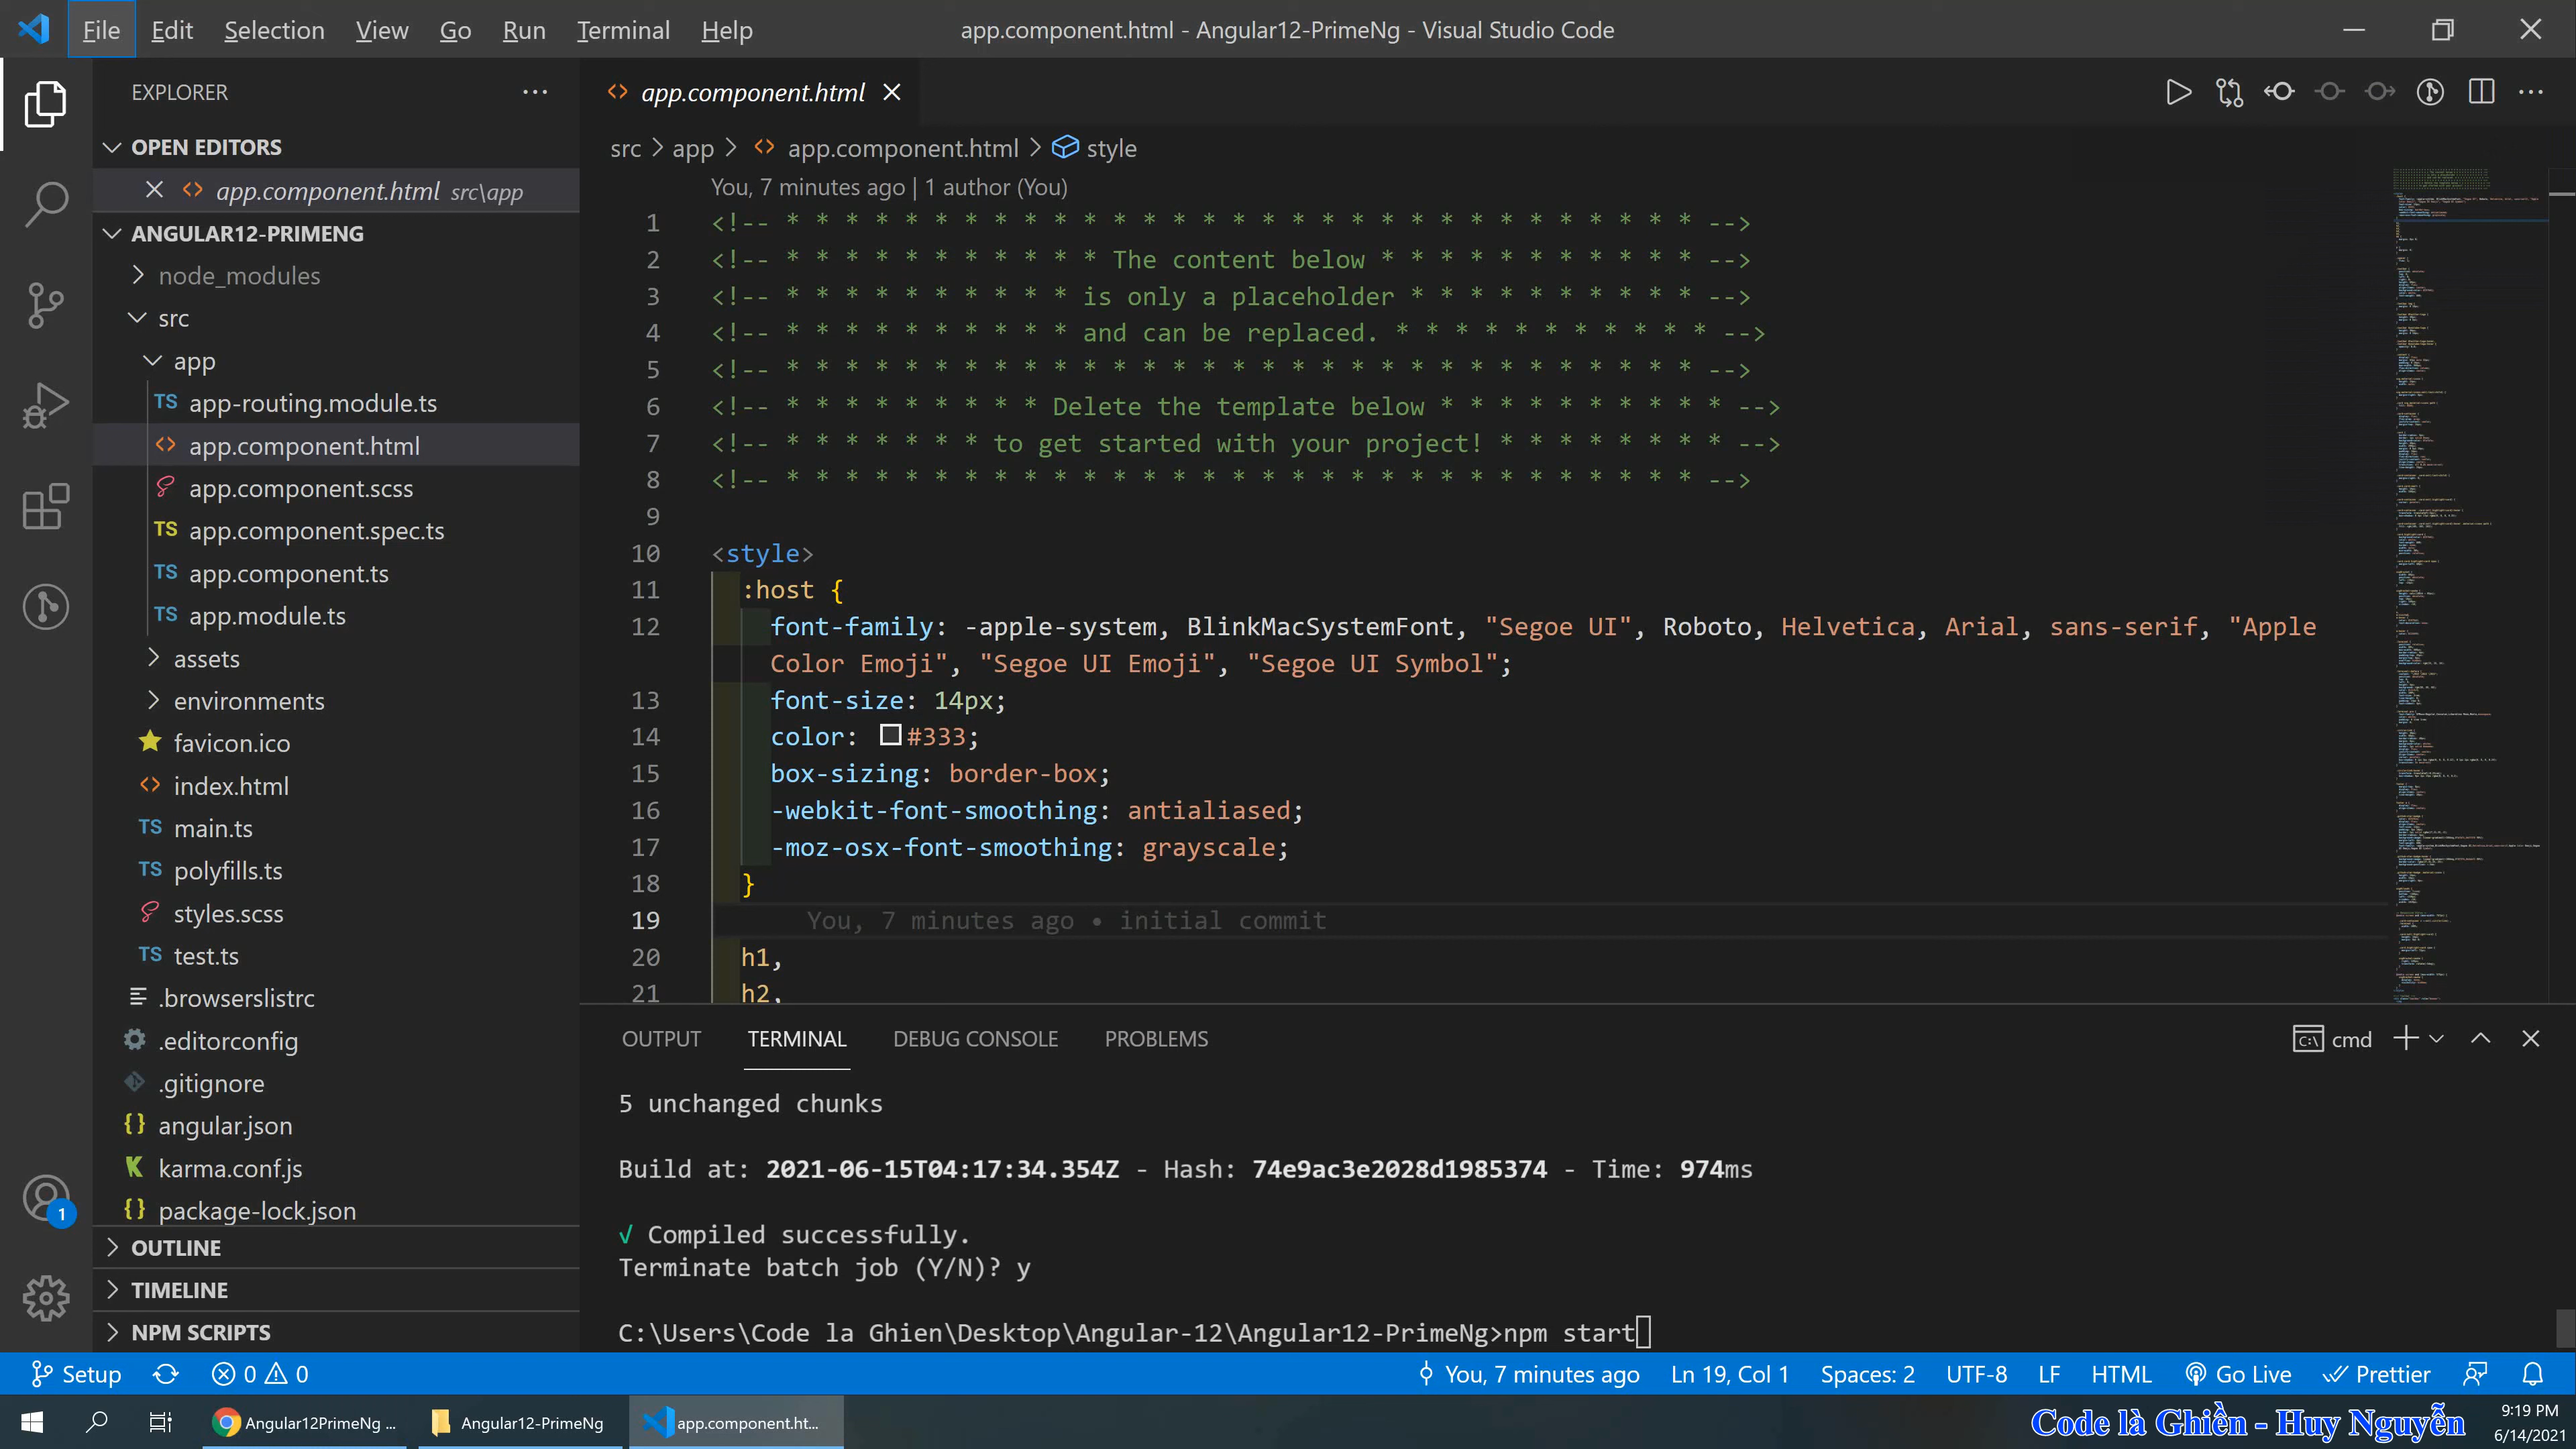 File Edit Selection View Go Run Terminal Help
app.component.html - Angular12-PrimeNg - Visual Studio Code
EXPLORER
OPEN EDITORS
app.component.html src\app
ANGULAR12-PRIMENG
node_modules
src
app
TS app-routing.module.ts
app.component.html
app.component.scss
TS app.component.spec.ts
TS app.component.ts
TS app.module.ts
assets
environments
favicon.ico
index.html
TS main.ts
TS polyfills.ts
styles.scss
TS test.ts
.browserslistrc
.editorconfig
.gitignore
angular.json
karma.conf.js
package-lock.json
OUTLINE
TIMELINE
NPM SCRIPTS
1
app.component.html
src > app > app.component.html > style
You, 7 minutes ago | 1 author (You)
1 <!-- * * * * * * * * * * * * * * * * * * * * * * * * * * * * * * * -->
2 <!-- * * * * * * * * * * * The content below * * * * * * * * * * * -->
3 <!-- * * * * * * * * * * is only a placeholder * * * * * * * * * * -->
4 <!-- * * * * * * * * * * and can be replaced. * * * * * * * * * * * -->
5 <!-- * * * * * * * * * * * * * * * * * * * * * * * * * * * * * * * -->
6 <!-- * * * * * * * * * Delete the template below * * * * * * * * * * -->
7 <!-- * * * * * * * to get started with your project! * * * * * * * * -->
8 <!-- * * * * * * * * * * * * * * * * * * * * * * * * * * * * * * * -->
9
10 <style>
11 :host {
12 font-family: -apple-system, BlinkMacSystemFont, "Segoe UI", Roboto, Helvetica, Arial, sans-serif, "Apple
Color Emoji", "Segoe UI Emoji", "Segoe UI Symbol";
13 font-size: 14px;
14 color: #333;
15 box-sizing: border-box;
16 -webkit-font-smoothing: antialiased;
17 -moz-osx-font-smoothing: grayscale;
18 }
19 You, 7 minutes ago • initial commit
20 h1,
21 h2,
OUTPUT TERMINAL DEBUG CONSOLE PROBLEMS
cmd
5 unchanged chunks
Build at: 2021-06-15T04:17:34.354Z - Hash: 74e9ac3e2028d1985374 - Time: 974ms
√ Compiled successfully.
Terminate batch job (Y/N)? y
C:\Users\Code la Ghien\Desktop\Angular-12\Angular12-PrimeNg>npm start
Setup 0 0 You, 7 minutes ago Ln 19, Col 1 Spaces: 2 UTF-8 LF HTML Go Live Prettier
Angular12PrimeNg ... Angular12-PrimeNg app.component.ht...
Code là Ghiền - Huy Nguyễn
9:19 PM
6/14/2021